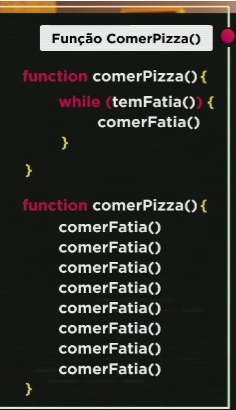 Função ComerPizza()
function comerPizza(){
while (temFatia()) {
comerFatia()
}
}
function comerPizza(){
comerFatia()
comerFatia()
comerFatia()
comerFatia()
comerFatia()
comerFatia()
comerFatia()
comerFatia()
}